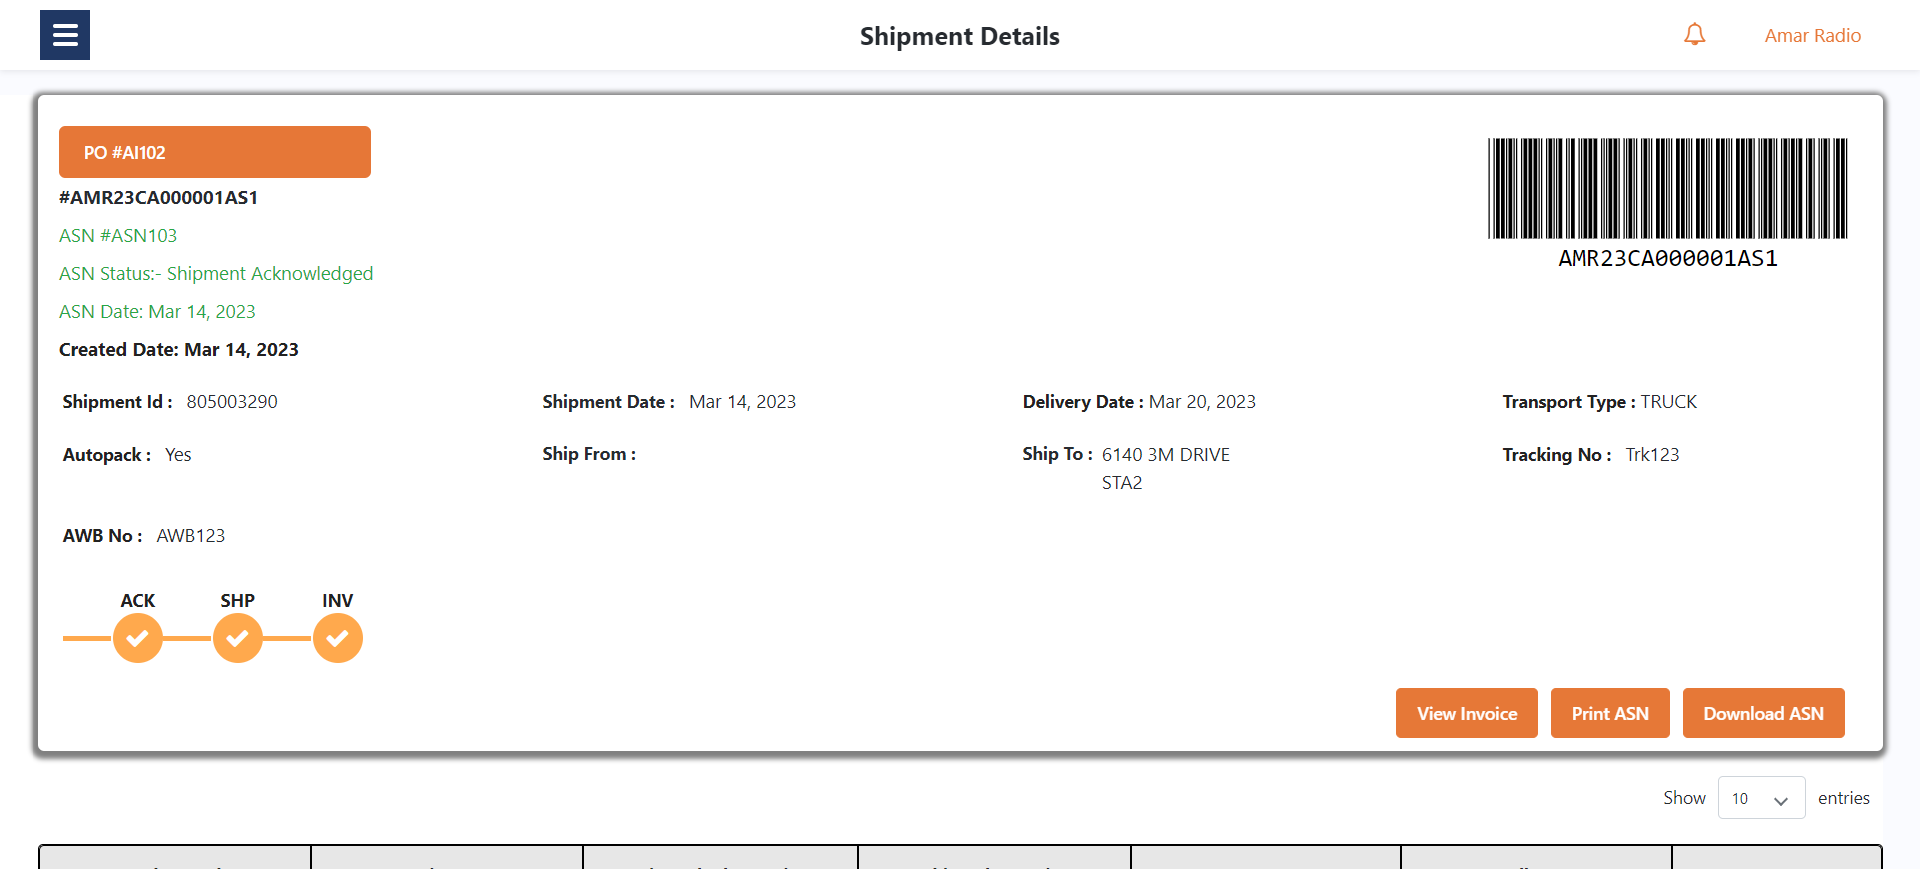 Shipment Details
Amar Radio
PO #AI102
#AMR23CA000001AS1
ASN #ASN103
ASN Status:- Shipment Acknowledged
ASN Date: Mar 14, 2023
Created Date: Mar 14, 2023
AMR23CA000001AS1
Shipment Id : 805003290
Shipment Date : Mar 14, 2023
Delivery Date : Mar 20, 2023
Transport Type : TRUCK
Autopack : Yes
Ship From :
Ship To : 6140 3M DRIVE
STA2
Tracking No : Trk123
AWB No : AWB123
ACK SHP INV
View Invoice
Print ASN
Download ASN
Show 10 entries